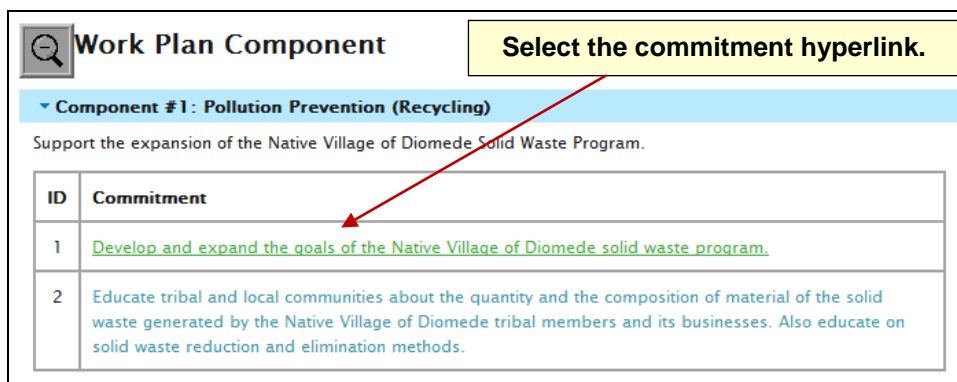 Work Plan Component
Select the commitment hyperlink.
Component #1: Pollution Prevention (Recycling)
Support the expansion of the Native Village of Diomede Solid Waste Program.
ID Commitment
1 Develop and expand the goals of the Native Village of Diomede solid waste program.
2 Educate tribal and local communities about the quantity and the composition of material of the solid
waste generated by the Native Village of Diomede tribal members and its businesses. Also educate on
solid waste reduction and elimination methods.